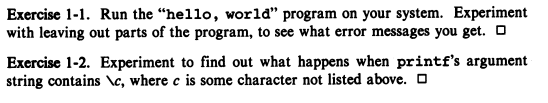 Exercise 1-1. Run the “hello, world” program on your system. Experiment
with leaving out parts of the program, to see what error messages you get. □
Exercise 1-2. Experiment to find out what happens when printf's argument
string contains \c, where c is some character not listed above. □